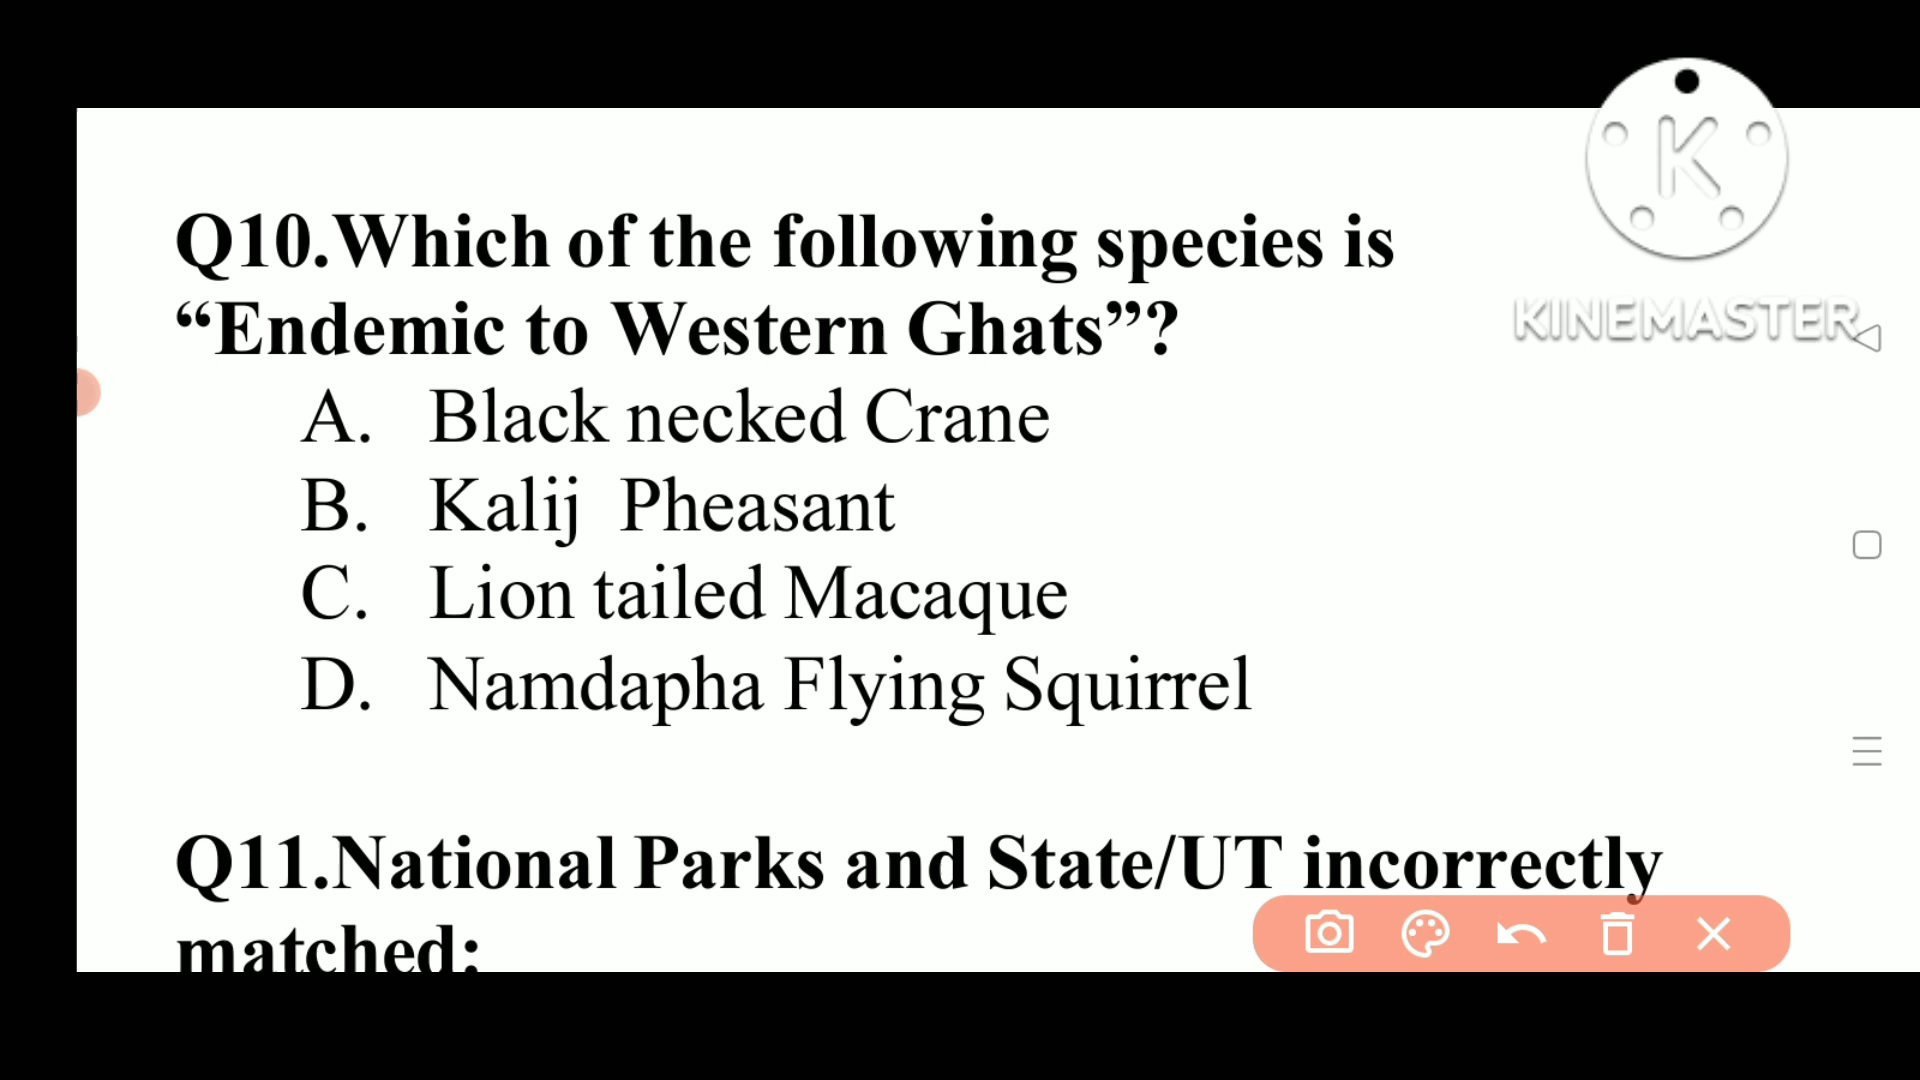 Q10.Which of the following species is
“Endemic to Western Ghats”?
A. Black necked Crane
B. Kalij Pheasant
C. Lion tailed Macaque
D. Namdapha Flying Squirrel
Q11.National Parks and State/UT incorrectly
matched:
K
KINEMASTER